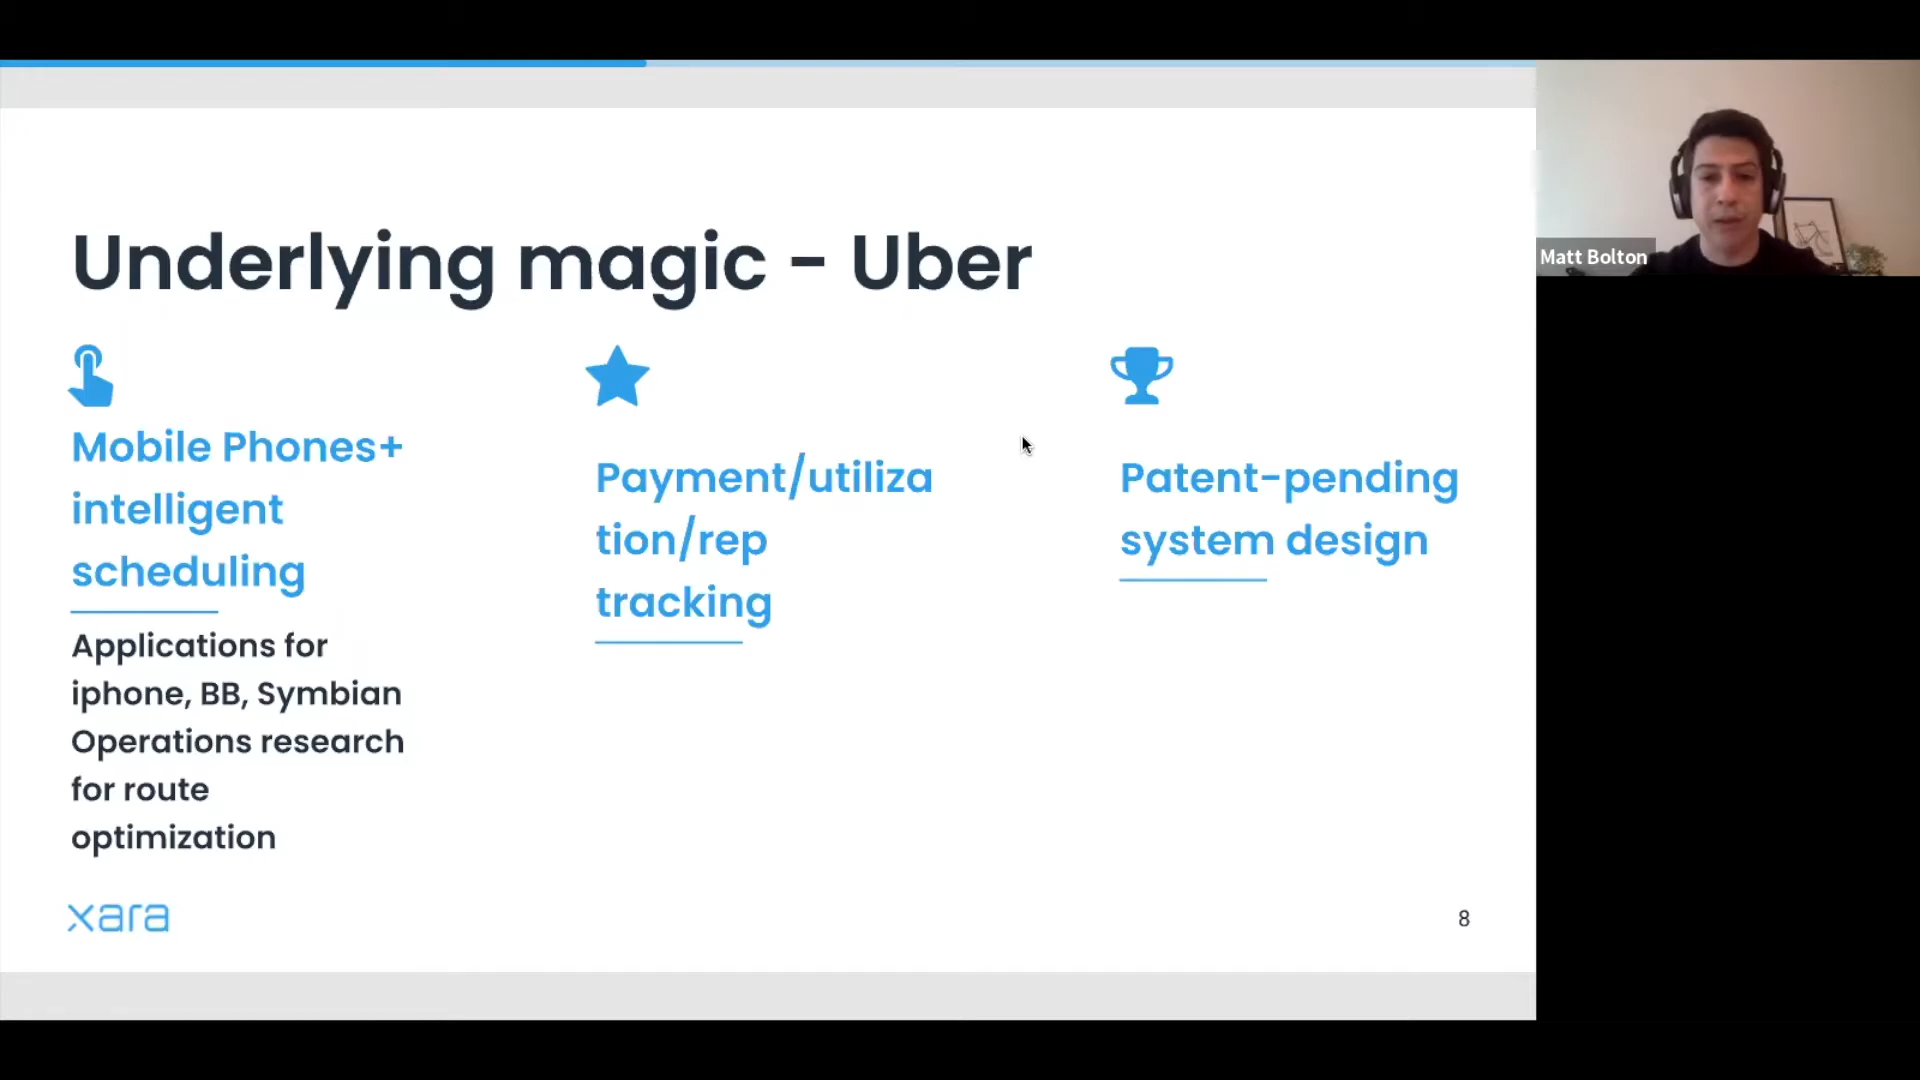 Underlying magic - Uber
Mobile Phones+
intelligent
scheduling
Applications for
iphone, BB, Symbian
Operations research
for route
optimization
Payment/utiliza
tion/rep
tracking
Patent-pending
system design
xara
8
Matt Bolton